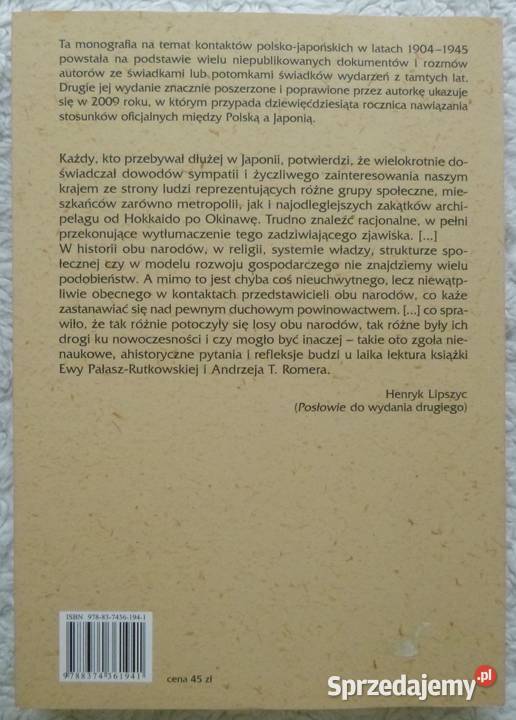 Ta monografia na temat kontaktów polsko-japońskich w latach 1904–1945
powstała na podstawie wielu niepublikowanych dokumentów i rozmów
autorów ze świadkami lub potomkami świadków wydarzeń z tamtych lat.
Drugie jej wydanie znacznie poszerzone i poprawione przez autorkę ukazuje
się w 2009 roku, w którym przypada dziewięćdziesiąta rocznica nawiązania
stosunków oficjalnych między Polską a Japonią.
Każdy, kto przebywał dłużej w Japonii, potwierdzi, że wielokrotnie do-
świadczał dowodów sympatii i życzliwego zainteresowania naszym
krajem ze strony ludzi reprezentujących różne grupy społeczne, mie-
szkańców zarówno metropolii, jak i najodleglejszych zakątków archi-
pelagu od Hokkaido po Okinawę. Trudno znaleźć racjonalne, w pełni
przekonujące wytłumaczenie tego zadziwiającego zjawiska. [...]
W historii obu narodów, w religii, systemie władzy, strukturze spo-
łecznej czy w modelu rozwoju gospodarczego nie znajdziemy wielu
podobieństw. A mimo to jest chyba coś nieuchwytnego, lecz niewąt-
pliwie obecnego w kontaktach przedstawicieli obu narodów, co każe
zastanawiać się nad pewnym duchowym powinowactwem. [...] co spra-
wiło, że tak różnie potoczyły się losy obu narodów, tak różne były ich
drogi ku nowoczesności i czy mogło być inaczej – takie oto zgoła nie-
naukowe, ahistoryczne pytania i refleksje budzi u laika lektura książki
Ewy Pałasz-Rutkowskiej i Andrzeja T. Romera.
Henryk Lipszyc
(Posłowie do wydania drugiego)
ISBN 978-83-7436-194-1
9 788374 361941
cena 45 zł
Sprzedajemy.pl